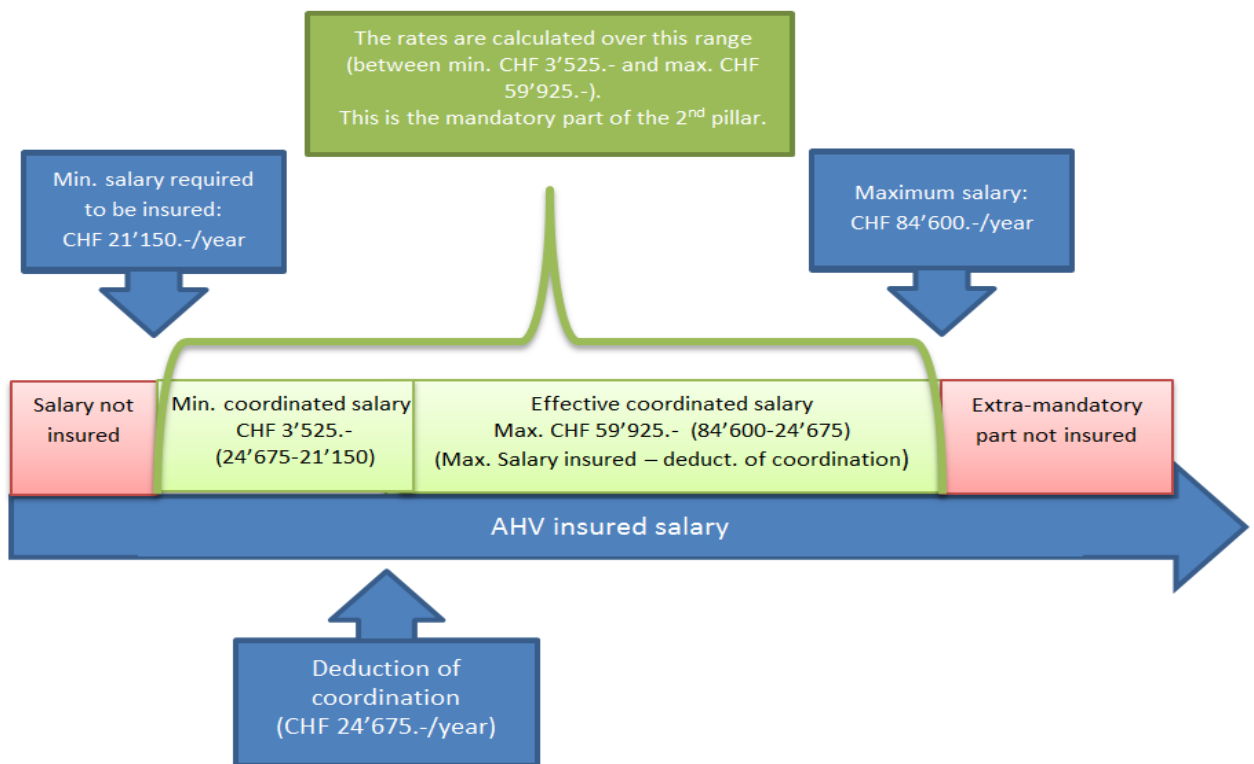 The rates are calculated over this range
(between min. CHF 3’525.- and max. CHF
59’925.-).
This is the mandatory part of the 2nd pillar.
Min. salary required
to be insured:
CHF 21’150.-/year
Maximum salary:
CHF 84’600.-/year
Salary not
insured
Min. coordinated salary
CHF 3’525.-
(24’675-21’150)
Effective coordinated salary
Max. CHF 59’925.- (84’600-24’675)
(Max. Salary insured – deduct. of coordination)
Extra-mandatory
part not insured
AHV insured salary
Deduction of
coordination
(CHF 24’675.-/year)